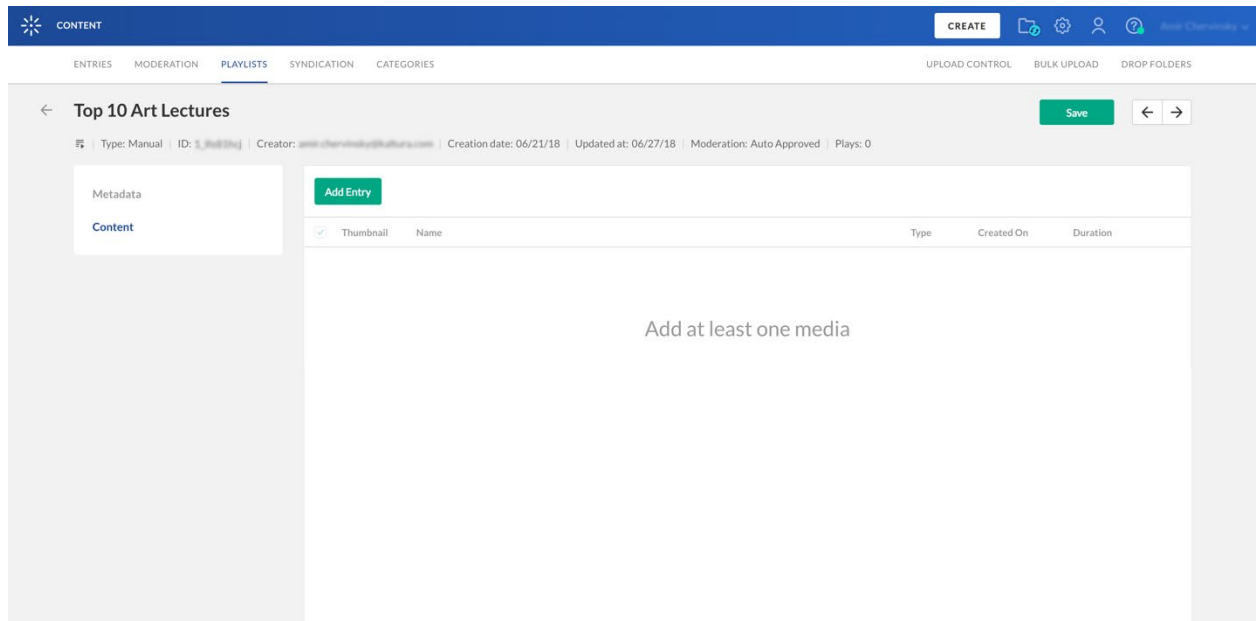 CONTENT CREATE
ENTRIES MODERATION PLAYLISTS SYNDICATION CATEGORIES UPLOAD CONTROL BULK UPLOAD DROP FOLDERS
Top 10 Art Lectures Save
Type: Manual ID: Creator: Creation date: 06/21/18 Updated at: 06/27/18 Moderation: Auto Approved Plays: 0
Metadata Add Entry
Content Thumbnail Name Type Created On Duration
Add at least one media